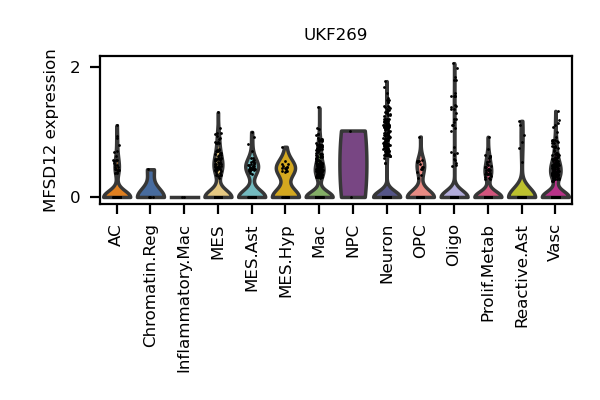 UKF269
MFSD12 expression
2
0
AC
Chromatin.Reg
Inflammatory.Mac
MES
MES.Ast
MES.Hyp
Mac
NPC
Neuron
OPC
Oligo
Prolif.Metab
Reactive.Ast
Vasc